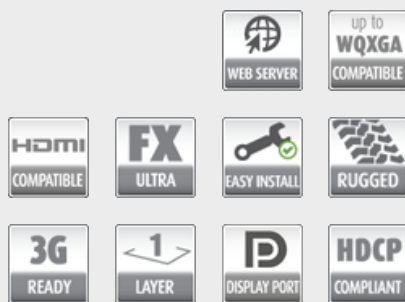 WEB SERVER
up to
WQXGA
COMPATIBLE
HDMI
COMPATIBLE
FX
ULTRA
EASY INSTALL
RUGGED
3G
READY
1
LAYER
D
DISPLAY PORT
HDCP
COMPLIANT